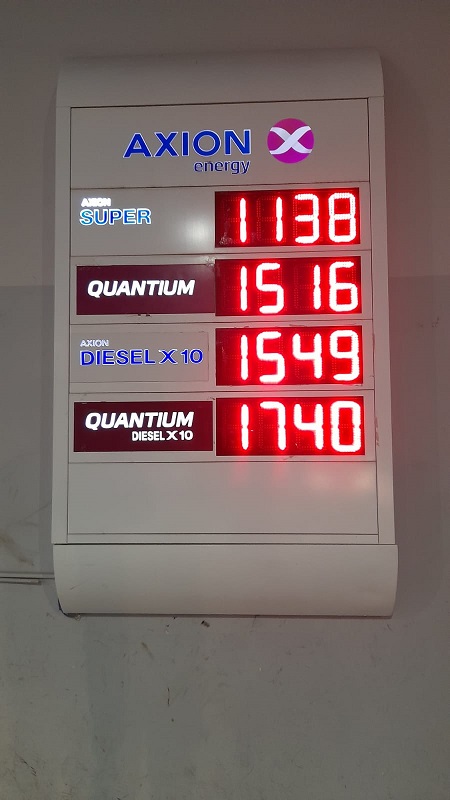 AXION
energy
AXION
SUPER 1138
QUANTIUM 1516
AXION
DIESEL X 10 1549
QUANTIUM
DIESEL X 10 1740